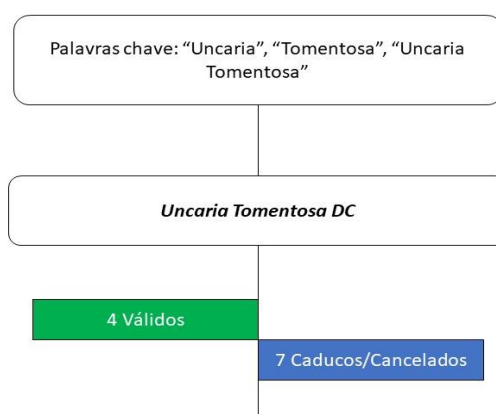 Palavras chave: “Uncaria”, “Tomentosa”, “Uncaria
Tomentosa”
Uncaria Tomentosa DC
4 Válidos
7 Caducos/Cancelados